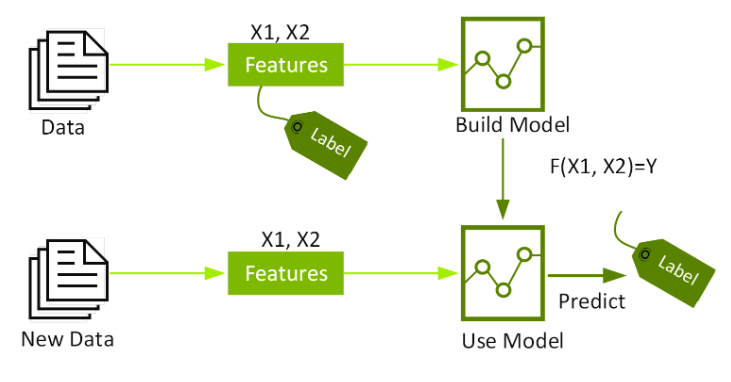 X1, X2
Features
Label
Data
Build Model
F(X1, X2)=Y
X1, X2
Features
Label
Predict
New Data
Use Model